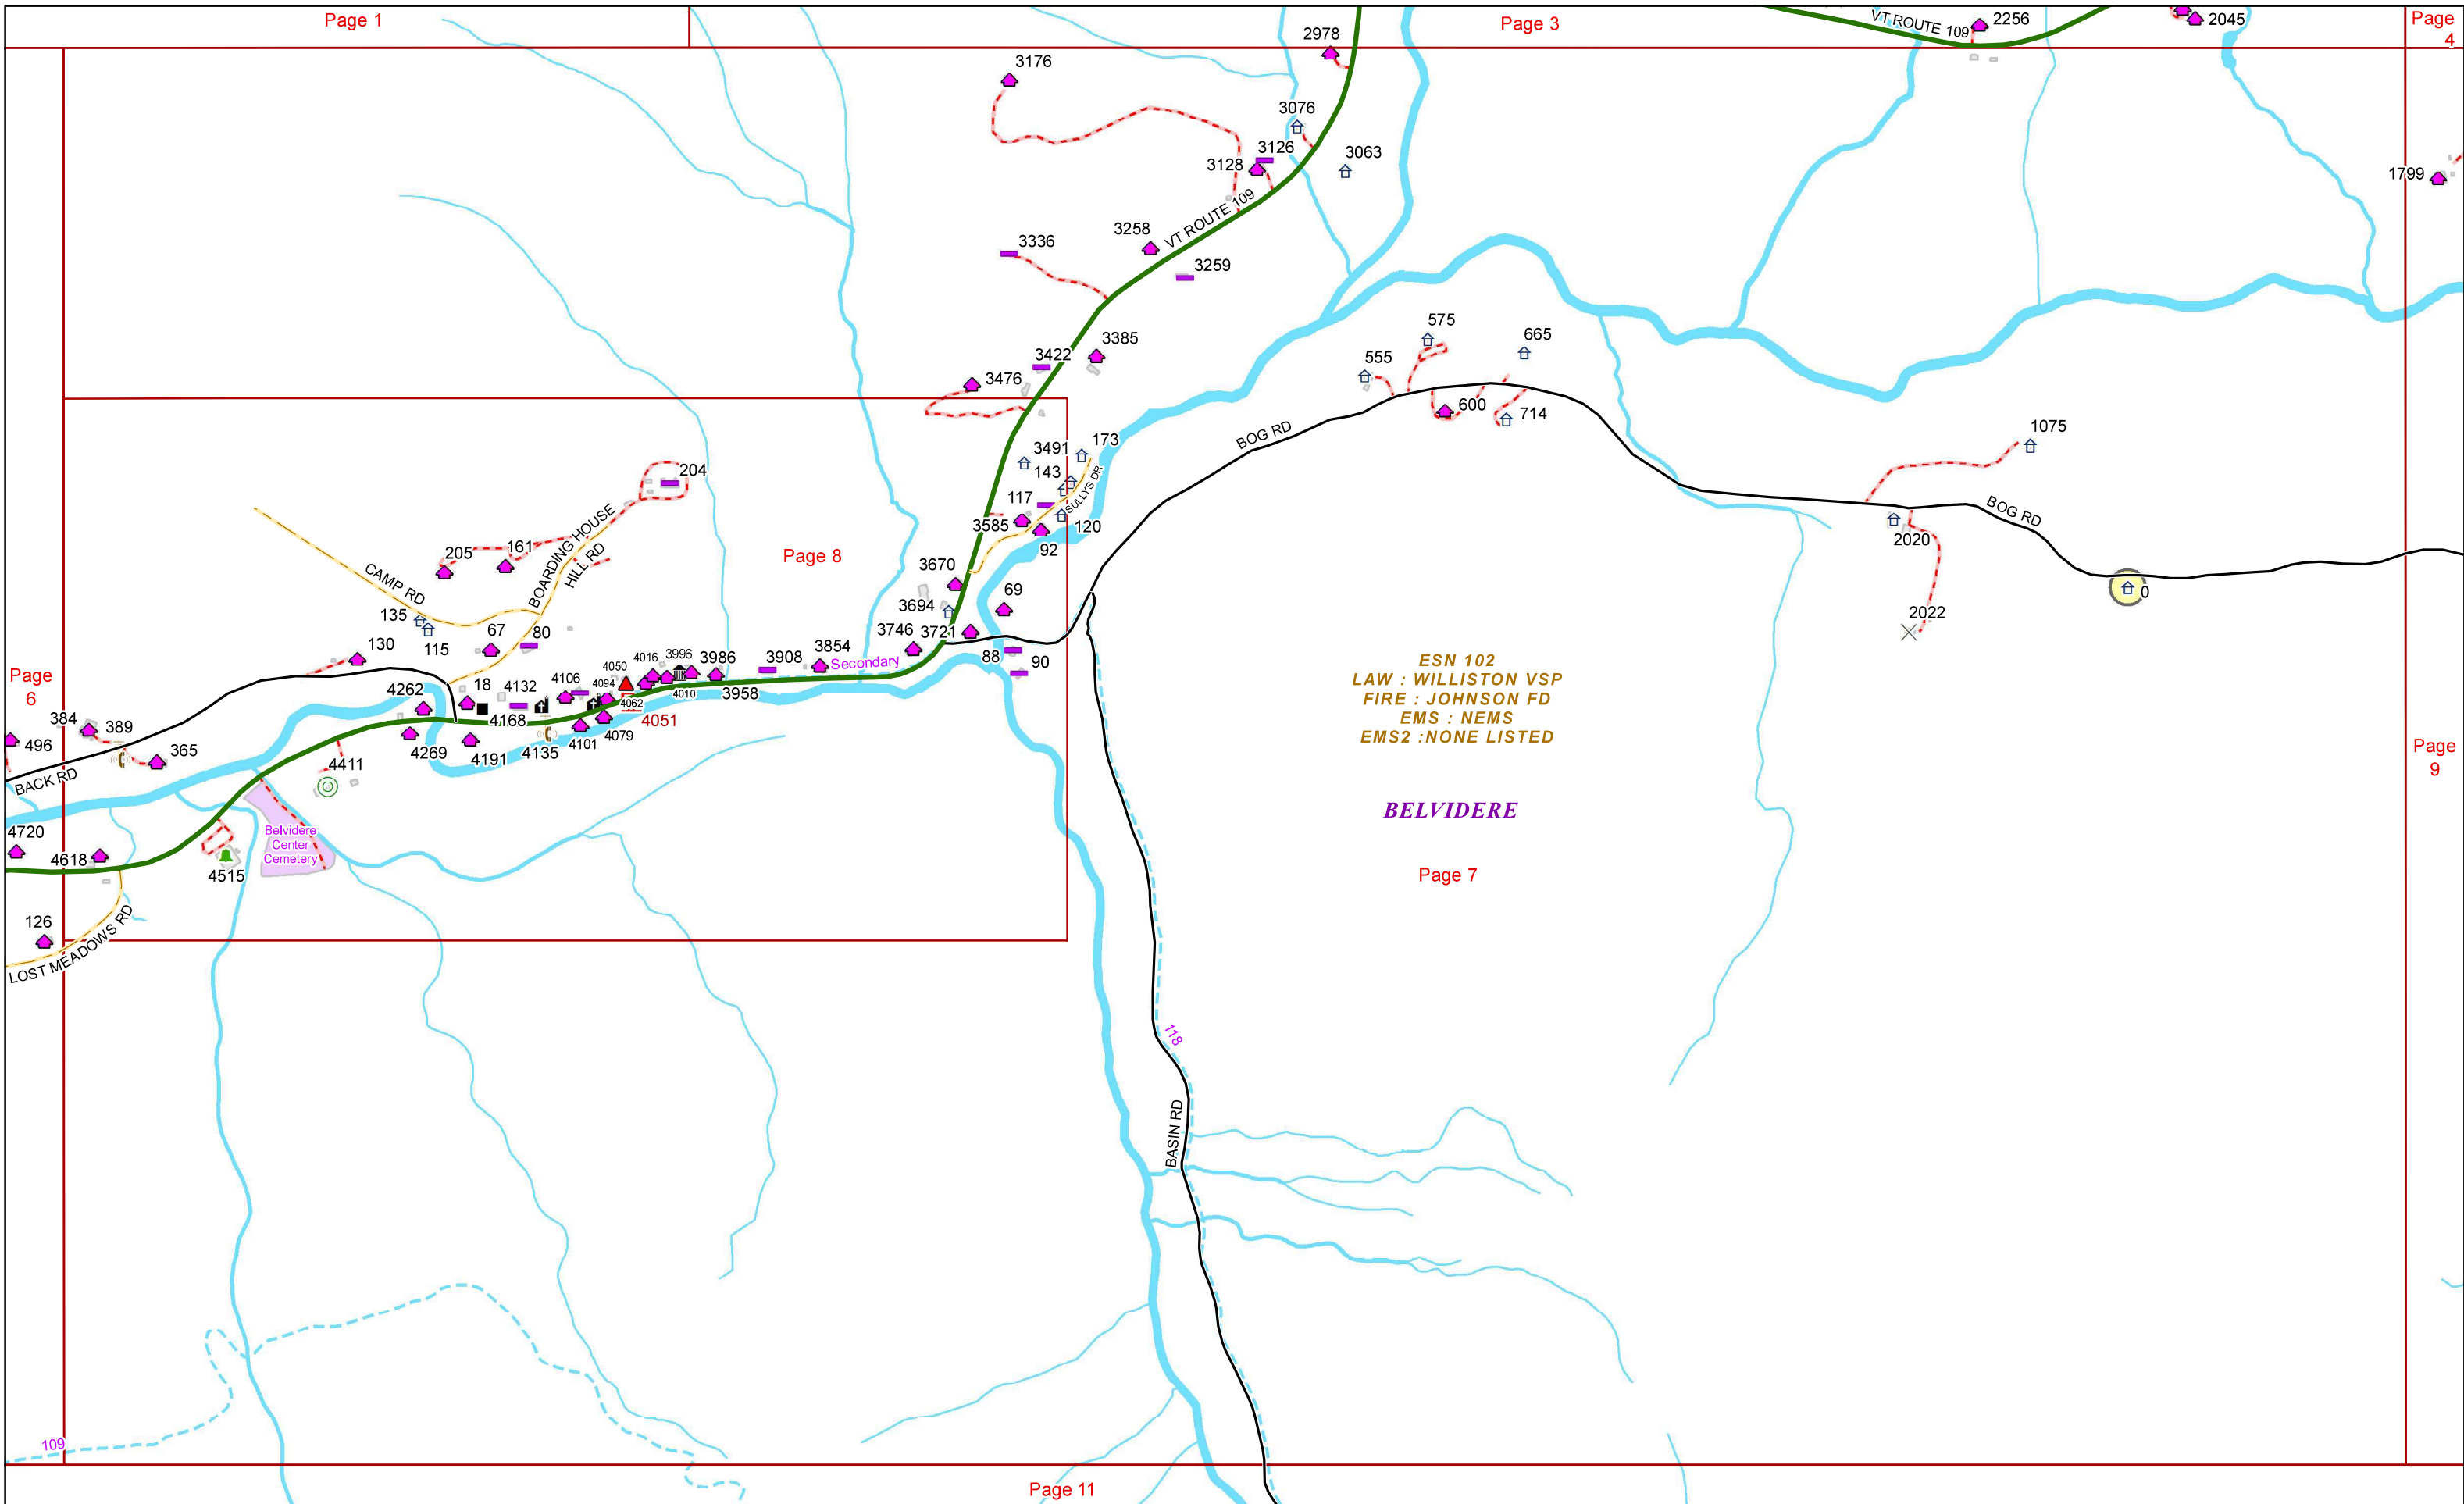 Page 1
Page 3
Page
4
VT ROUTE 109
2256
2045
2978
3176
3076
3126
3128
3063
1799
VT ROUTE 109
3258
3336
3259
575
665
555
3385
3422
3476
600
714
BOG RD
1075
173
3491
143
SULLYS DR
117
204
3585
120
92
BOG RD
2020
BOARDING HOUSE
HILL RD
205
161
Page 8
CAMP RD
3670
69
3694
0
2022
135
115
130
67
80
3746
3721
88
90
3854
Secondary
3908
3986
3996
4016
4050
3958
4010
4062
4051
4094
4106
4132
18
4168
4262
4269
4191
4135
4101
4079
Page
6
384
389
496
365
BACK RD
4411
ESN 102
LAW : WILLISTON VSP
FIRE : JOHNSON FD
EMS : NEMS
EMS2 :NONE LISTED
Page
9
BELVIDERE
Page 7
4720
4618
4515
Belvidere
Center
Cemetery
126
LOST MEADOWS RD
118
BASIN RD
109
Page 11